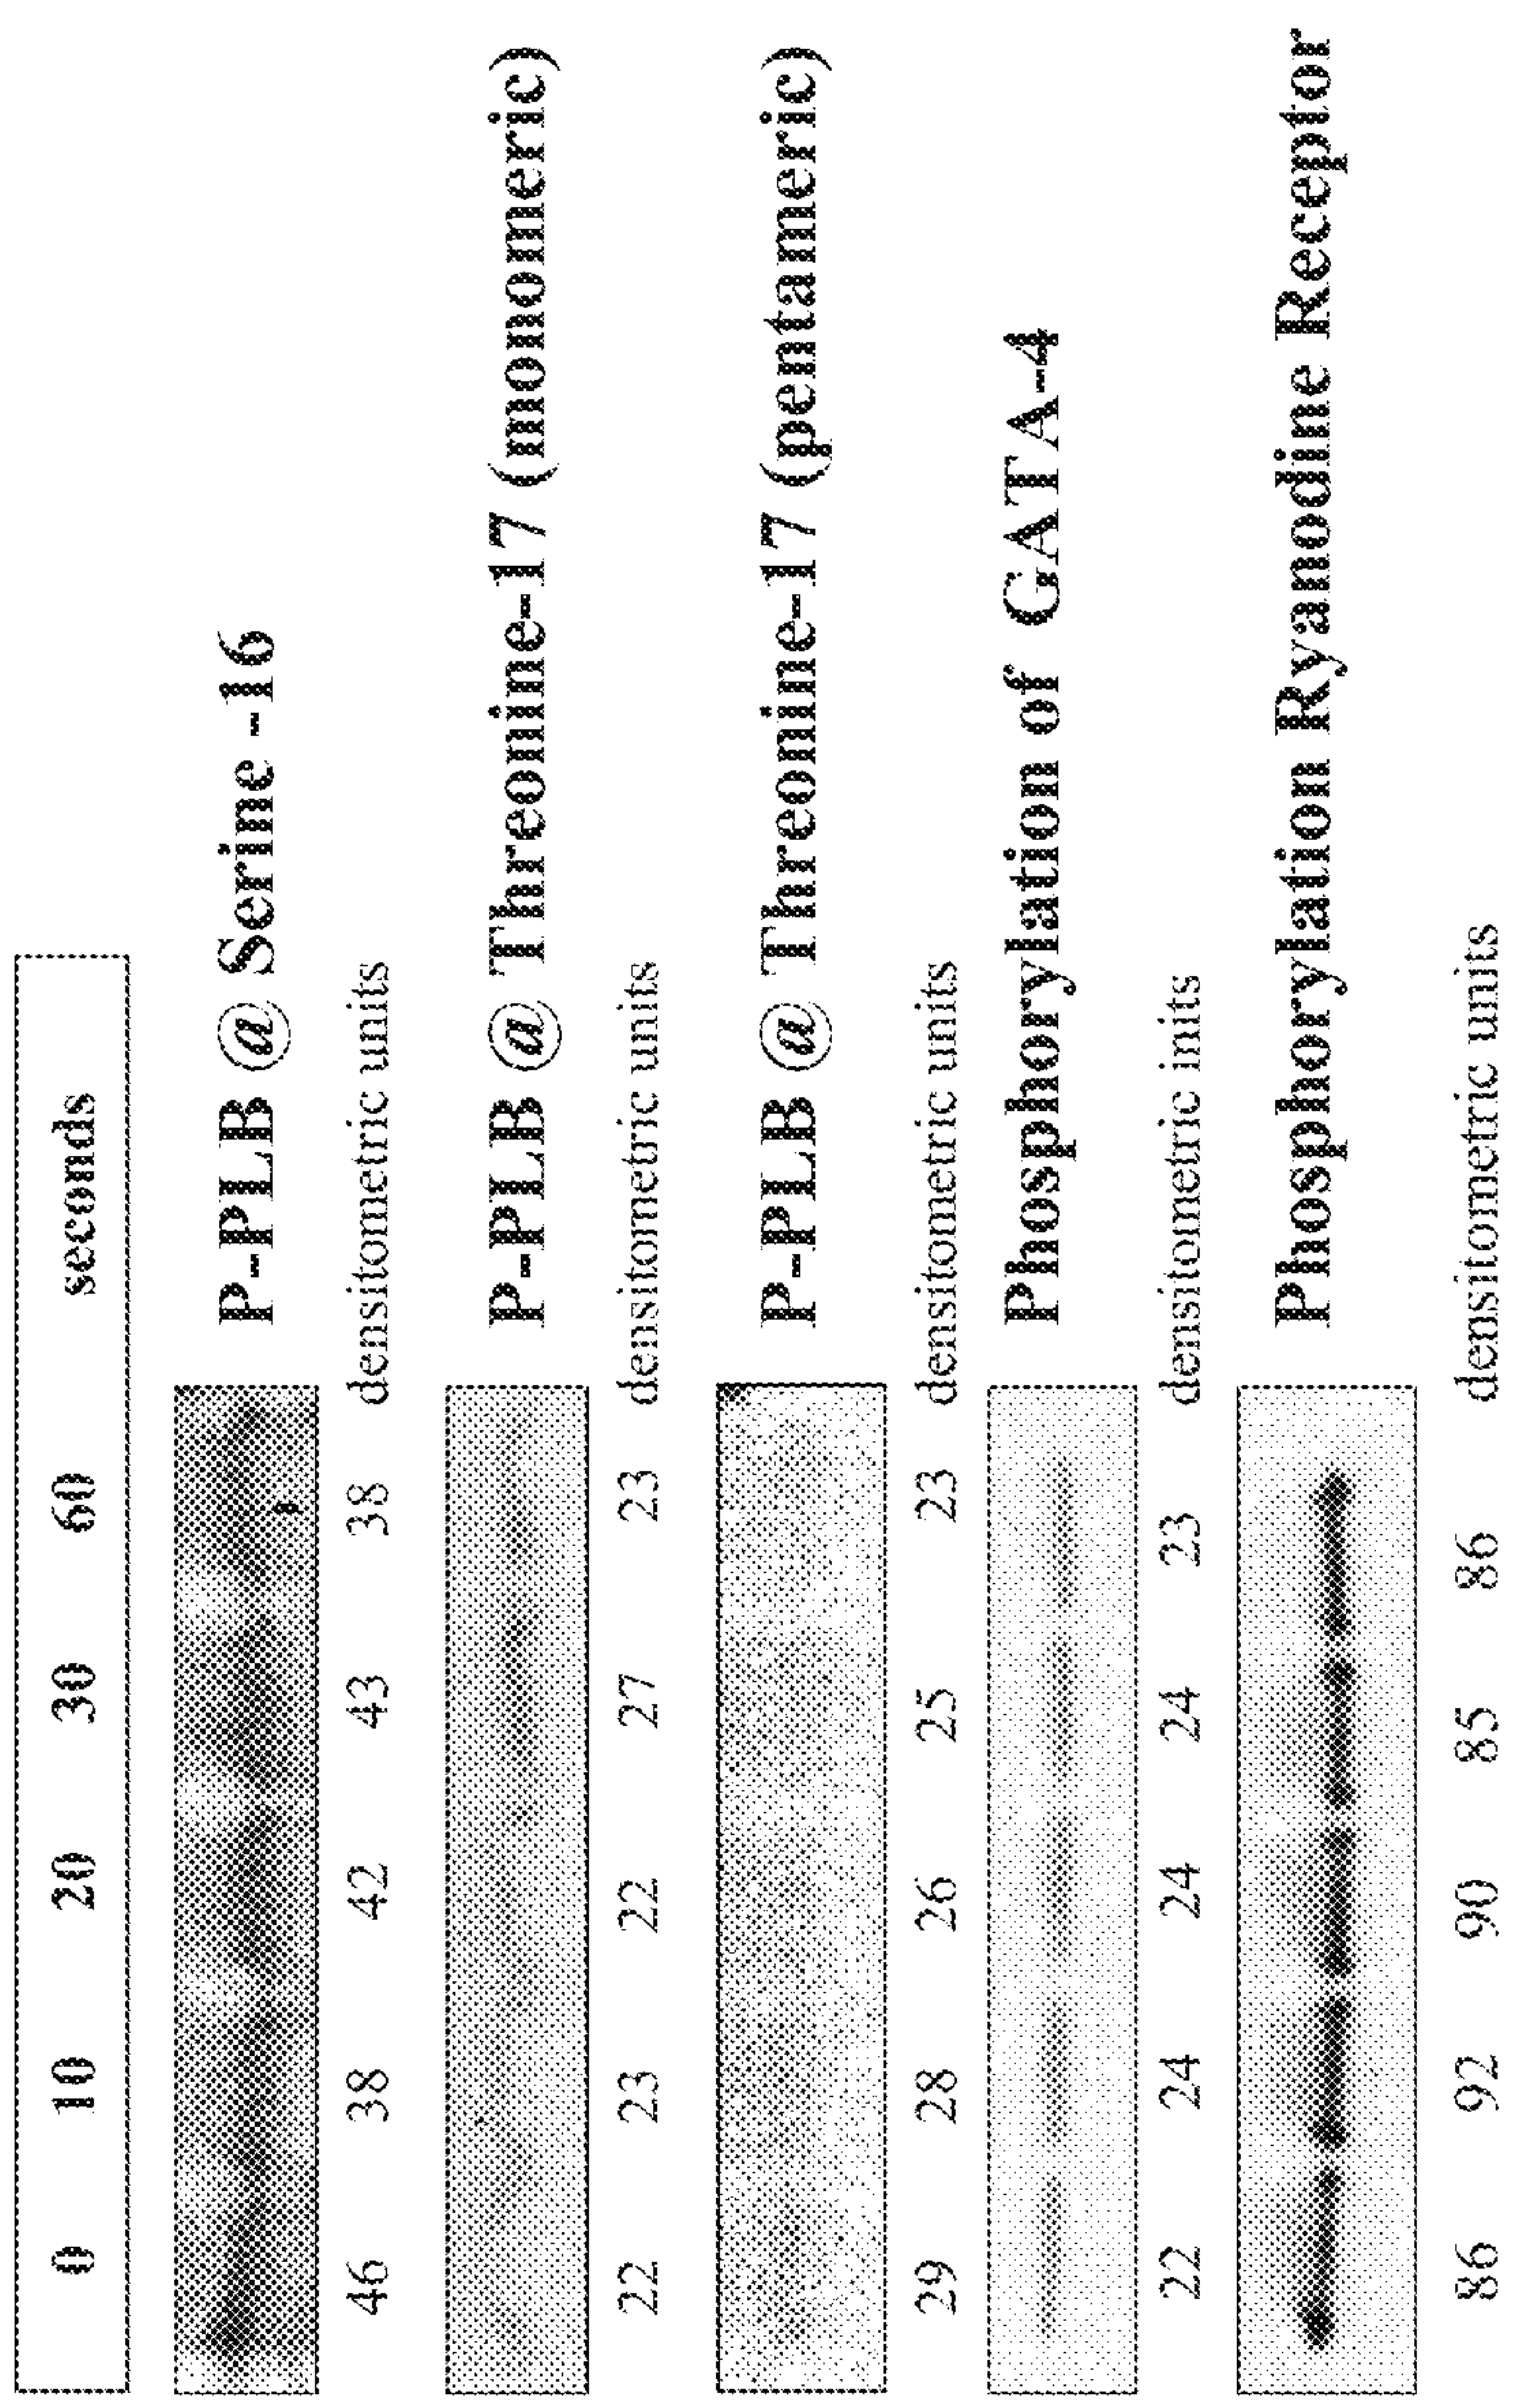 0 10 20 30 60 seconds
P-PLB @ Serine -16
46 38 42 43 38 densitometric units
P-PLB @ Threonine-17 (monomeric)
22 23 22 27 23 densitometric units
P-PLB @ Threonine-17 (pentameric)
29 28 26 25 23 densitometric units
Phosphorylation of GATA-4
22 24 24 24 23 densitometric inits
Phosphorylation Ryanodine Receptor
86 92 90 85 86 densitometric units